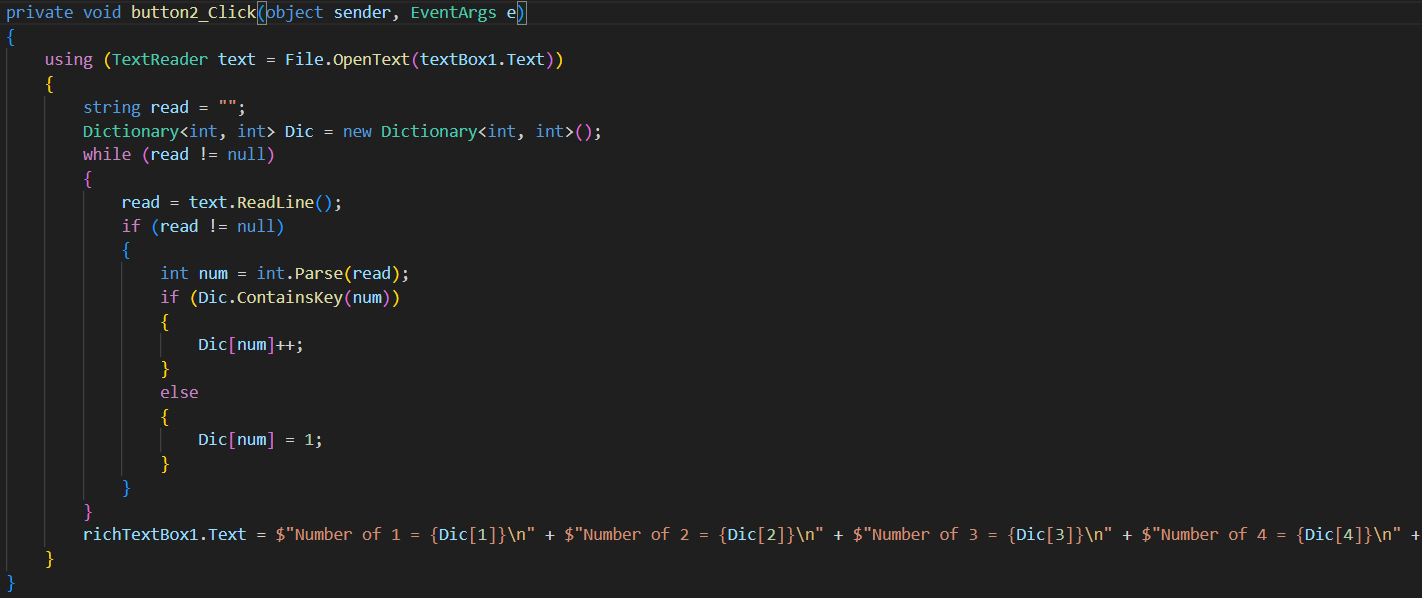 private void button2_Click(object sender, EventArgs e)
{
    using (TextReader text = File.OpenText(textBox1.Text))
    {
        string read = "";
        Dictionary<int, int> Dic = new Dictionary<int, int>();
        while (read != null)
        {
            read = text.ReadLine();
            if (read != null)
            {
                int num = int.Parse(read);
                if (Dic.ContainsKey(num))
                {
                    Dic[num]++;
                }
                else
                {
                    Dic[num] = 1;
                }
            }
        }
        richTextBox1.Text = $"Number of 1 = {Dic[1]}\n" + $"Number of 2 = {Dic[2]}\n" + $"Number of 3 = {Dic[3]}\n" + $"Number of 4 = {Dic[4]}\n" +
    }
}